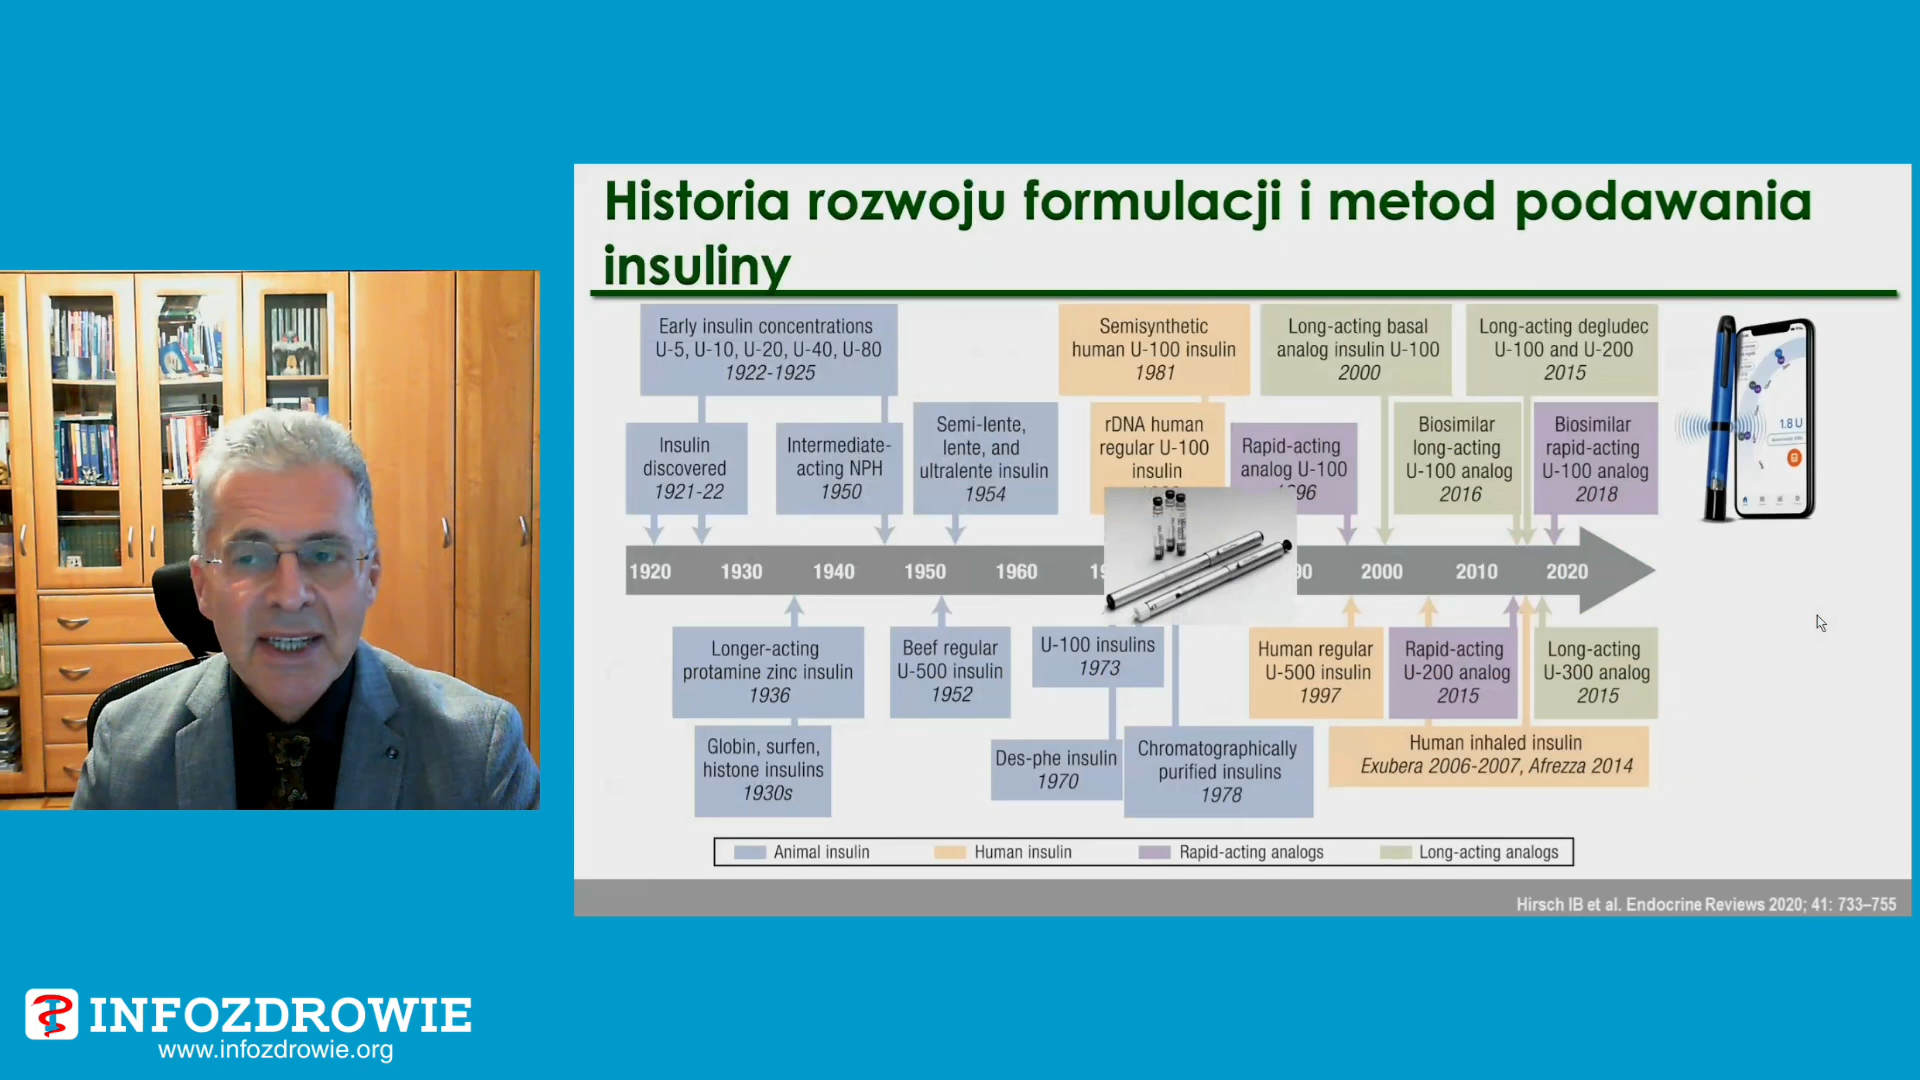 Historia rozwoju formulacji i metod podawania
insuliny
Early insulin concentrations
U-5, U-10, U-20, U-40, U-80
1922-1925
Semisynthetic
human U-100 insulin
1981
Long-acting basal
analog insulin U-100
2000
Long-acting degludec
U-100 and U-200
2015
Insulin
discovered
1921-22
Intermediate-
acting NPH
1950
Semi-lente,
lente, and
ultralente insulin
1954
rDNA human
regular U-100
insulin
Rapid-acting
analog U-100
Biosimilar
long-acting
U-100 analog
2016
Biosimilar
rapid-acting
U-100 analog
2018
1.8 U
1920 1930 1940 1950 1960 2000 2010 2020
Longer-acting
protamine zinc insulin
1936
Beef regular
U-500 insulin
1952
U-100 insulins
1973
Human regular
U-500 insulin
1997
Rapid-acting
U-200 analog
2015
Long-acting
U-300 analog
2015
Globin, surfen,
histone insulins
1930s
Des-phe insulin
1970
Chromatographically
purified insulins
1978
Human inhaled insulin
Exubera 2006-2007, Afrezza 2014
Animal insulin Human insulin Rapid-acting analogs Long-acting analogs
Hirsch IB et al. Endocrine Reviews 2020; 41: 733–755
INFOZDROWIE
www.infozdrowie.org